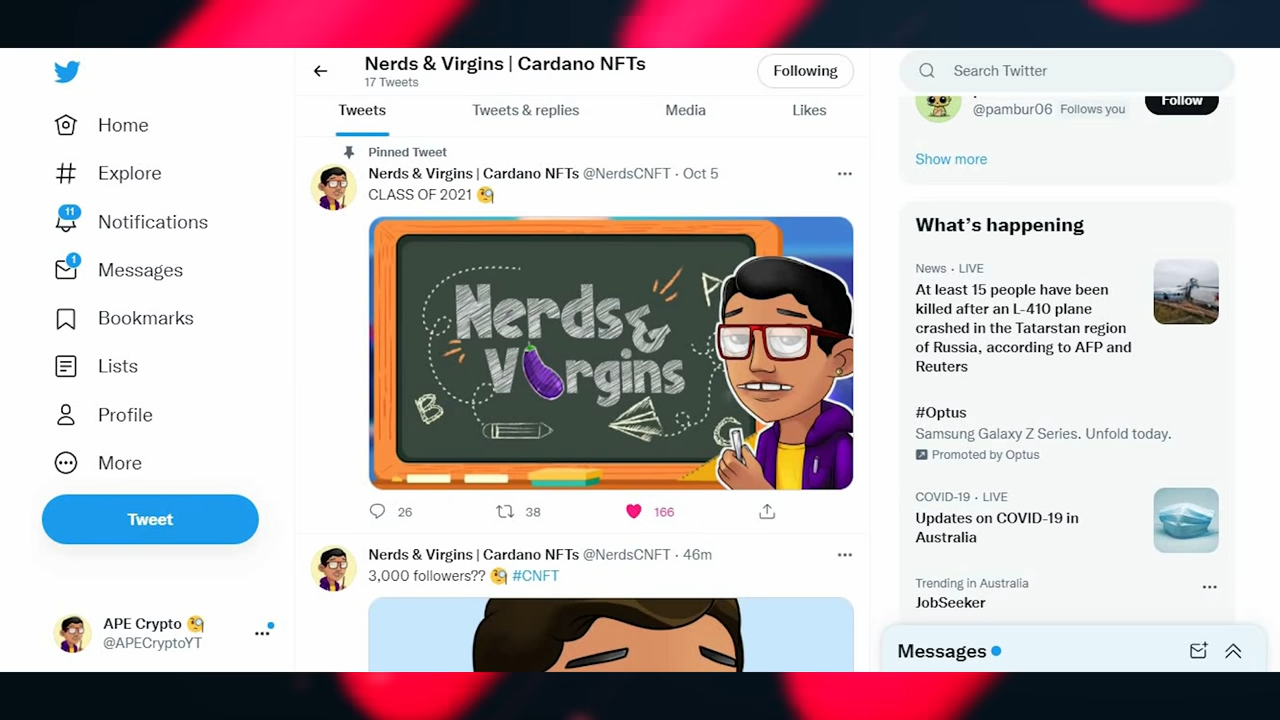 Home
Explore
11
Notifications
1
Messages
Bookmarks
Lists
Profile
More
Tweet
APE Crypto
@APECryptoYT
Nerds & Virgins | Cardano NFTs
17 Tweets
Following
Tweets
Tweets & replies
Media
Likes
Pinned Tweet
Nerds & Virgins | Cardano NFTs @NerdsCNFT · Oct 5
CLASS OF 2021
Nerds &
V rgins
B
26
38
166
Nerds & Virgins | Cardano NFTs @NerdsCNFT · 46m
3,000 followers?? #CNFT
Search Twitter
@pambur06 Follows you
Follow
Show more
What's happening
News · LIVE
At least 15 people have been
killed after an L-410 plane
crashed in the Tatarstan region
of Russia, according to AFP and
Reuters
#Optus
Samsung Galaxy Z Series. Unfold today.
Promoted by Optus
COVID-19 · LIVE
Updates on COVID-19 in
Australia
Trending in Australia
JobSeeker
Messages